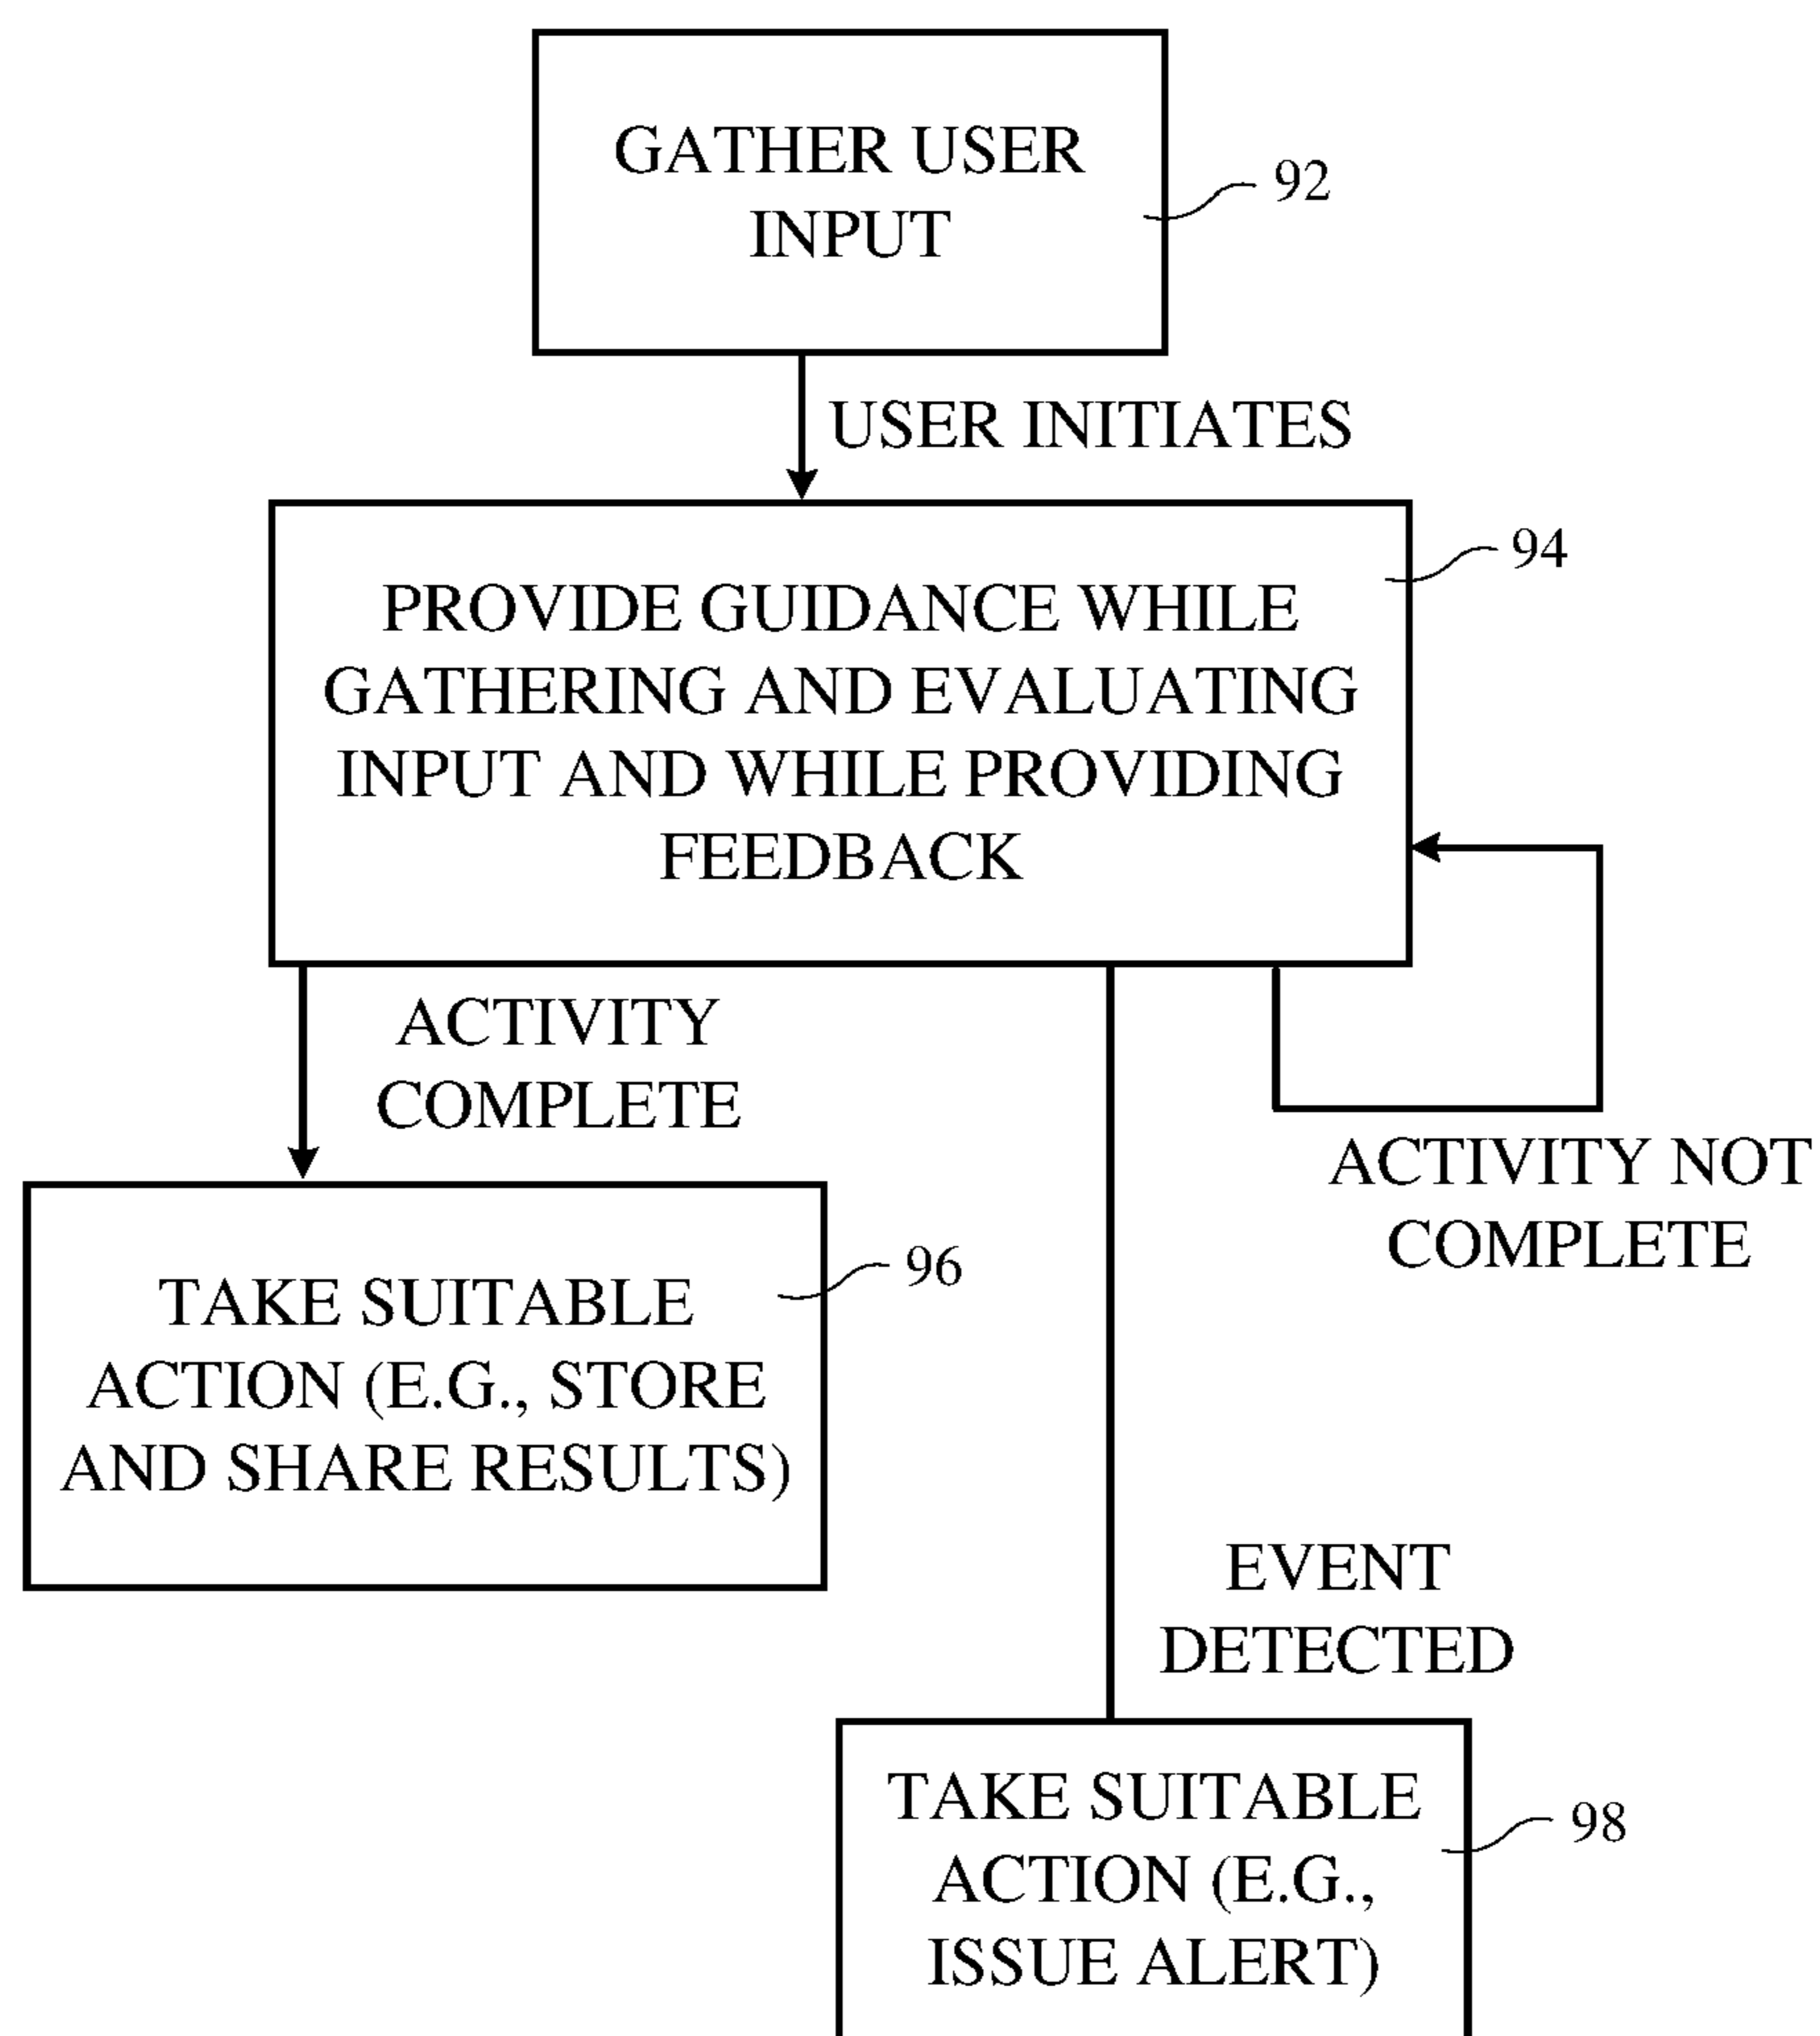 GATHER USER
INPUT
92
USER INITIATES
94
PROVIDE GUIDANCE WHILE
GATHERING AND EVALUATING
INPUT AND WHILE PROVIDING
FEEDBACK
ACTIVITY
COMPLETE
ACTIVITY NOT
COMPLETE
96
TAKE SUITABLE
ACTION (E.G., STORE
AND SHARE RESULTS)
EVENT
DETECTED
98
TAKE SUITABLE
ACTION (E.G.,
ISSUE ALERT)